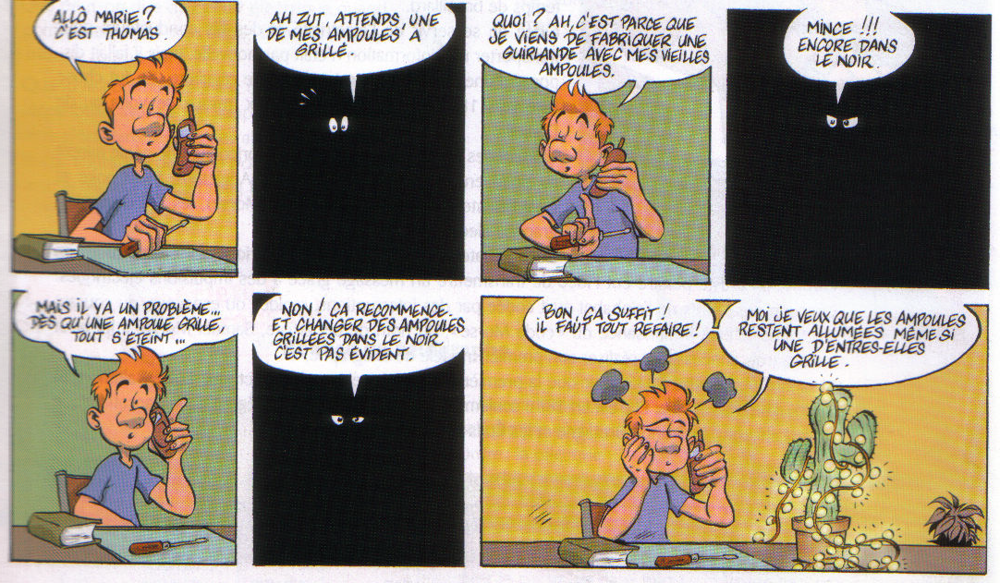 ALLÔ MARIE?
C'EST THOMAS.
AH ZUT, ATTENDS, UNE
DE MES AMPOULES A
GRILLÉ.
QUOI? AH, C'EST PARCE QUE
JE VIENS DE FABRIQUER UNE
GUIRLANDE AVEC MES VIEILLES
AMPOULES.
MINCE !!!
ENCORE DANS
LE NOIR.
MAIS IL Y A UN PROBLÈME...
DÈS QU'UNE AMPOULE GRILLE,
TOUT S'ÉTEINT...
NON! ÇA RECOMMENCE.
ET CHANGER DES AMPOULES
GRILLÉES DANS LE NOIR
C'EST PAS ÉVIDENT.
BON, ÇA SUFFIT!
IL FAUT TOUT REFAIRE!
MOI JE VEUX QUE LES AMPOULES
RESTENT ALLUMÉES MÊME SI
UNE D'ENTRES-ELLES
GRILLE.